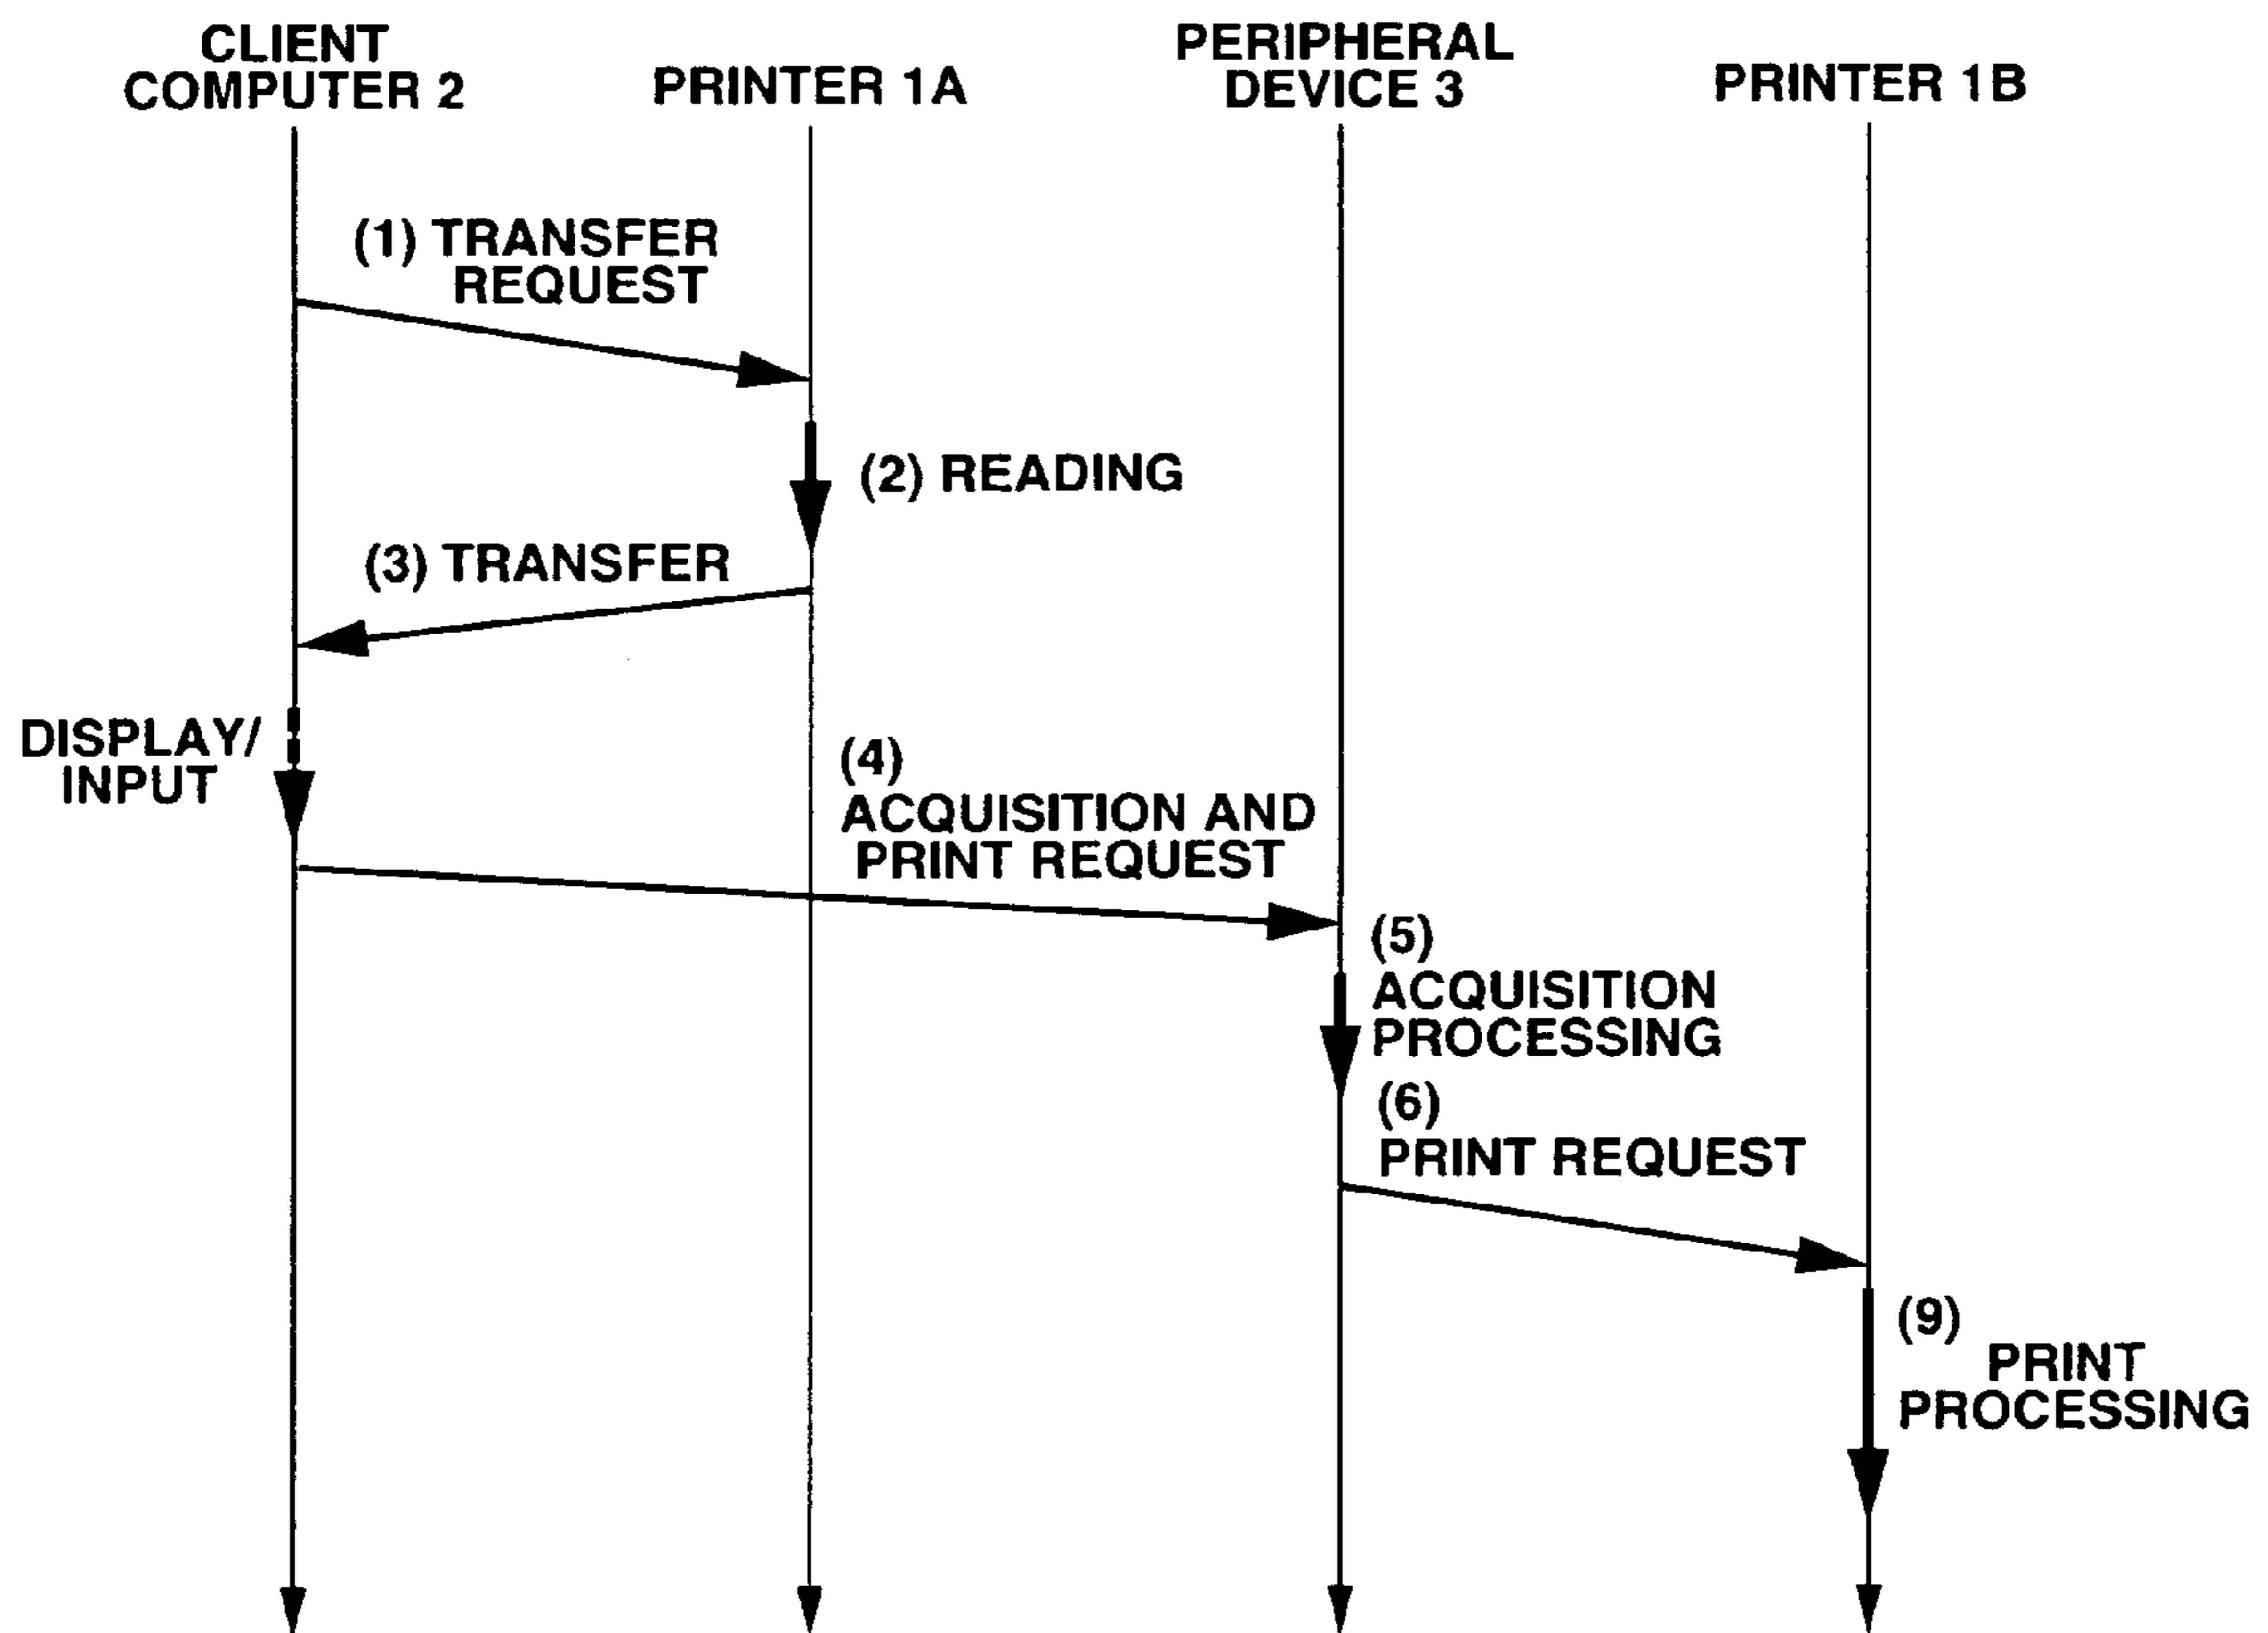 CLIENT
COMPUTER 2
PRINTER 1A
PERIPHERAL
DEVICE 3
PRINTER 1B
(1) TRANSFER
REQUEST
(2) READING
(3) TRANSFER
DISPLAY/
INPUT
(4)
ACQUISITION AND
PRINT REQUEST
(5)
ACQUISITION
PROCESSING
(6)
PRINT REQUEST
(9)
PRINT
PROCESSING